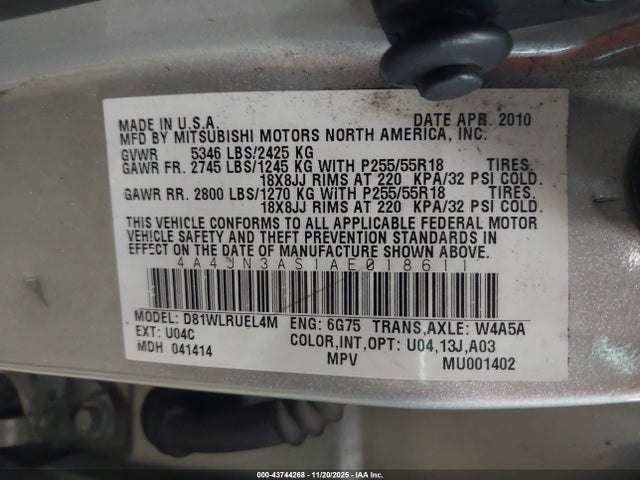 MADE IN U.S.A. DATE APR. 2010
MFD BY MITSUBISHI MOTORS NORTH AMERICA, INC.
GVWR 5346 LBS/2425 KG
GAWR FR. 2745 LBS/1245 KG WITH P255/55R18 TIRES
18X8JJ RIMS AT 220 KPA/32 PSI COLD.
GAWR RR. 2800 LBS/1270 KG WITH P255/55R18 TIRES,
18X8JJ RIMS AT 220 KPA/32 PSI COLD.
THIS VEHICLE CONFORMS TO ALL APPLICABLE FEDERAL MOTOR
VEHICLE SAFETY AND THEFT PREVENTION STANDARDS IN
EFFECT ON THE DATE OF MANUFACTURE SHOWN ABOVE.
4A4JN3AS1AE018611
MODEL: D81WLRUEL4M ENG: 6G75 TRANS,AXLE: W4A5A
EXT: U04C COLOR,INT,OPT: U04,13J,A03
MDH 041414 MPV MU001402
000-43744268 - 11/20/2025 - IAA Inc.